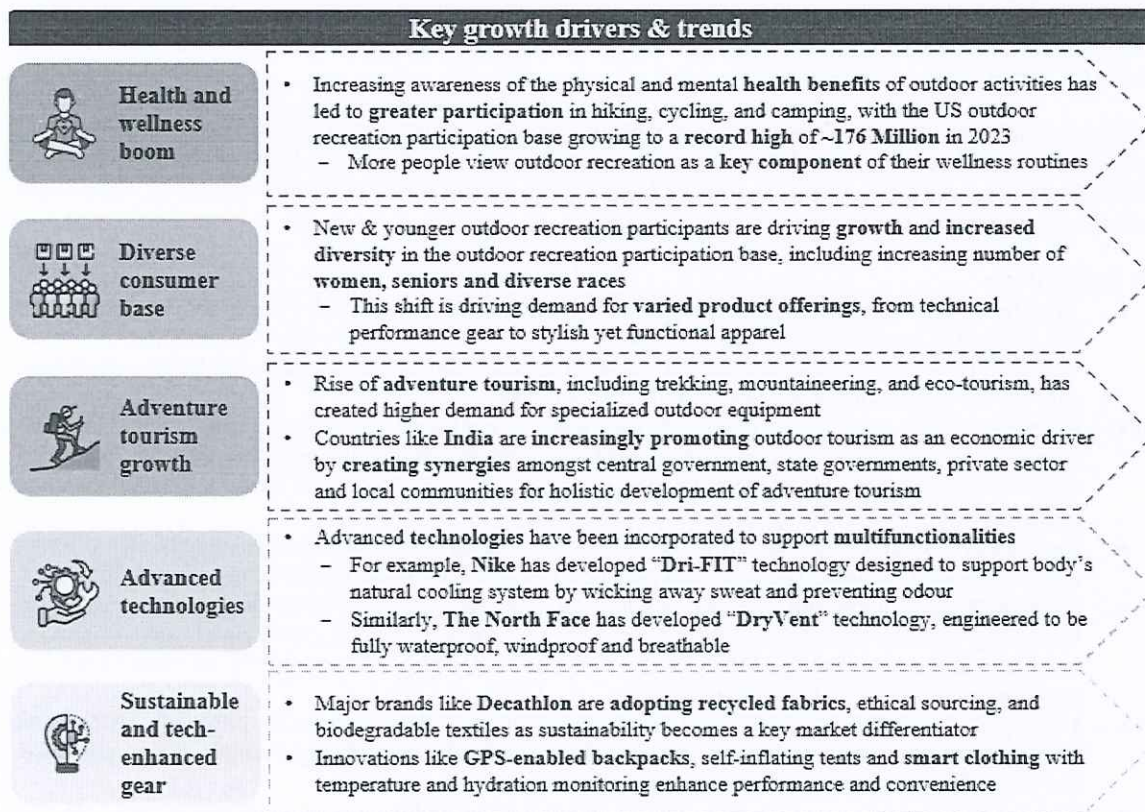 Key growth drivers & trends
Health and
wellness
boom
• Increasing awareness of the physical and mental health benefits of outdoor activities has
led to greater participation in hiking, cycling, and camping, with the US outdoor
recreation participation base growing to a record high of ~176 Million in 2023
– More people view outdoor recreation as a key component of their wellness routines
Diverse
consumer
base
• New & younger outdoor recreation participants are driving growth and increased
diversity in the outdoor recreation participation base, including increasing number of
women, seniors and diverse races
– This shift is driving demand for varied product offerings, from technical
performance gear to stylish yet functional apparel
Adventure
tourism
growth
• Rise of adventure tourism, including trekking, mountaineering, and eco-tourism, has
created higher demand for specialized outdoor equipment
• Countries like India are increasingly promoting outdoor tourism as an economic driver
by creating synergies amongst central government, state governments, private sector
and local communities for holistic development of adventure tourism
Advanced
technologies
• Advanced technologies have been incorporated to support multifunctionalities
– For example, Nike has developed “Dri-FIT” technology designed to support body’s
natural cooling system by wicking away sweat and preventing odour
– Similarly, The North Face has developed “DryVent” technology, engineered to be
fully waterproof, windproof and breathable
Sustainable
and tech-
enhanced
gear
• Major brands like Decathlon are adopting recycled fabrics, ethical sourcing, and
biodegradable textiles as sustainability becomes a key market differentiator
• Innovations like GPS-enabled backpacks, self-inflating tents and smart clothing with
temperature and hydration monitoring enhance performance and convenience